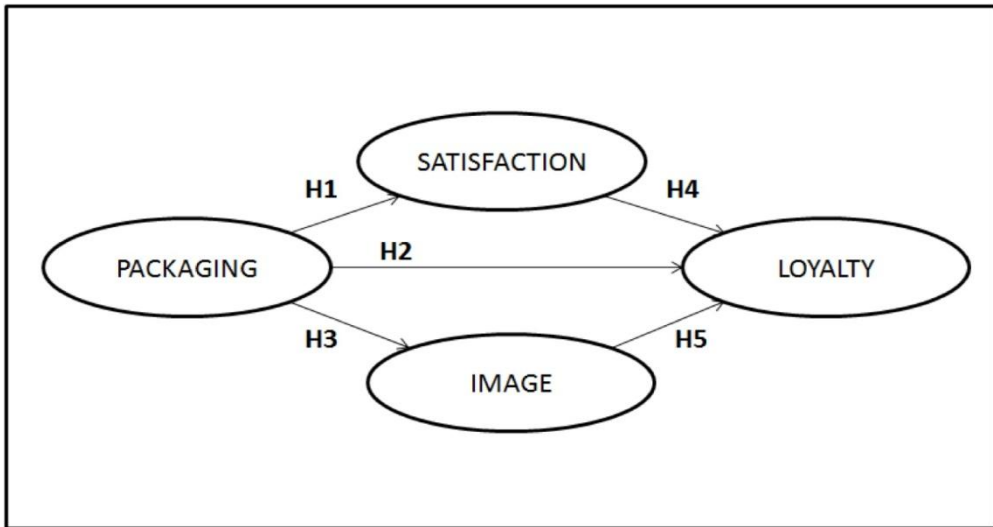 SATISFACTION
H1
H4
PACKAGING
H2
LOYALTY
H3
H5
IMAGE